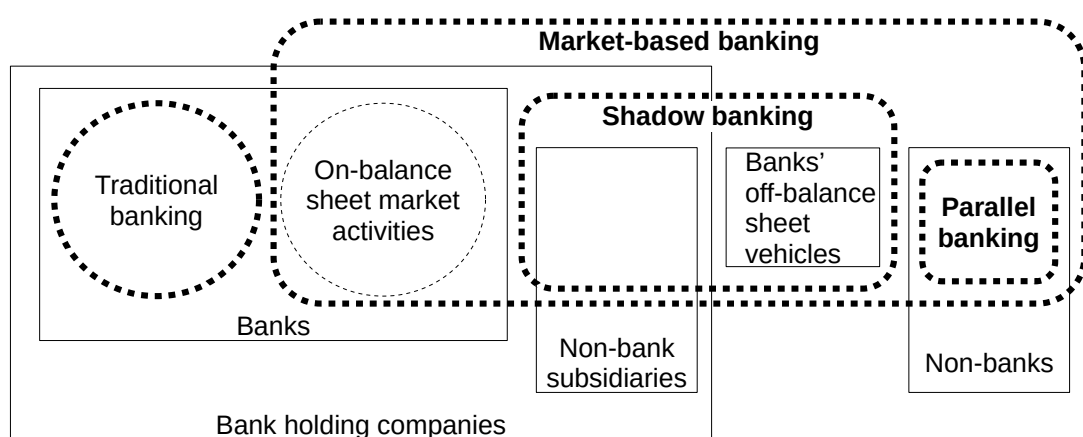 Market-based banking
Shadow banking
Traditional
banking
On-balance
sheet market
activities
Banks’
off-balance
sheet
vehicles
Parallel
banking
Banks
Non-bank
subsidiaries
Non-banks
Bank holding companies